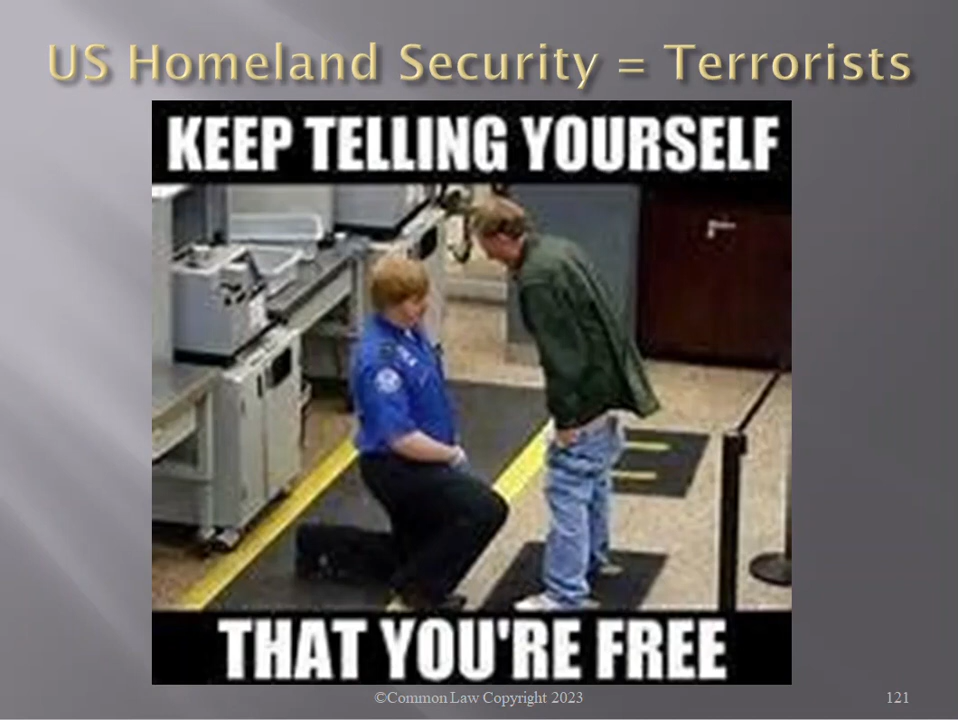 US Homeland Security = Terrorists
KEEP TELLING YOURSELF
THAT YOU'RE FREE
©Common Law Copyright 2023
121